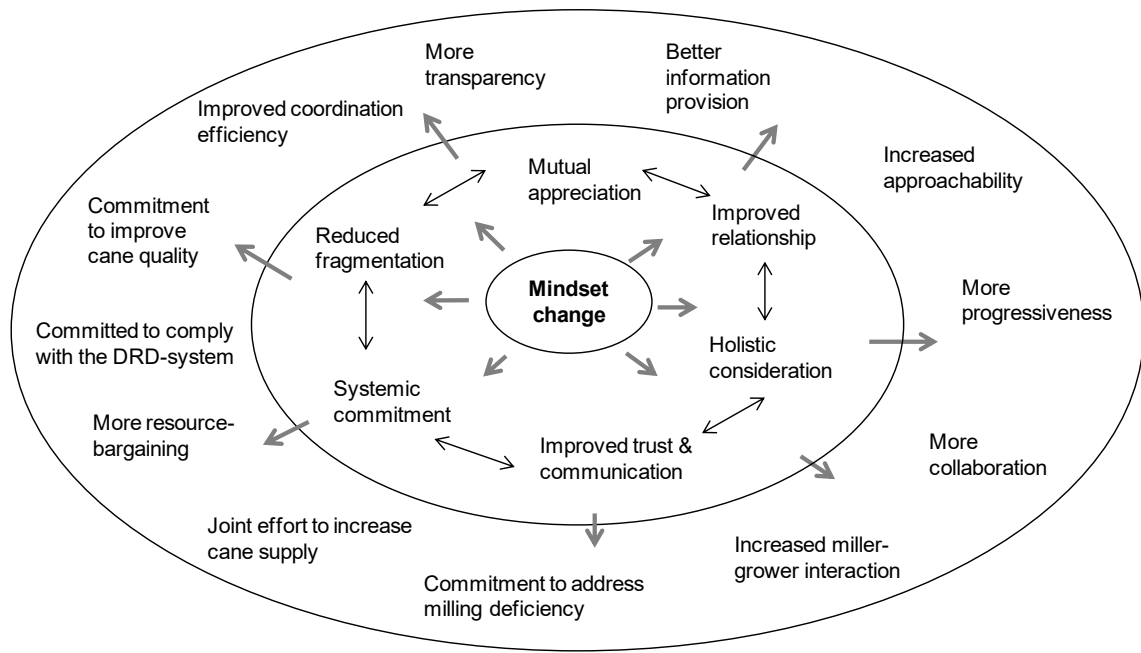 More
transparency
Better
information
provision
Improved coordination
efficiency
Increased
approachability
Mutual
appreciation
Commitment
to improve
cane quality
Reduced
fragmentation
Improved
relationship
Mindset
change
More
progressiveness
Committed to comply
with the DRD-system
Holistic
consideration
Systemic
commitment
More resource-
bargaining
Improved trust &
communication
More
collaboration
Joint effort to increase
cane supply
Increased miller-
grower interaction
Commitment to address
milling deficiency